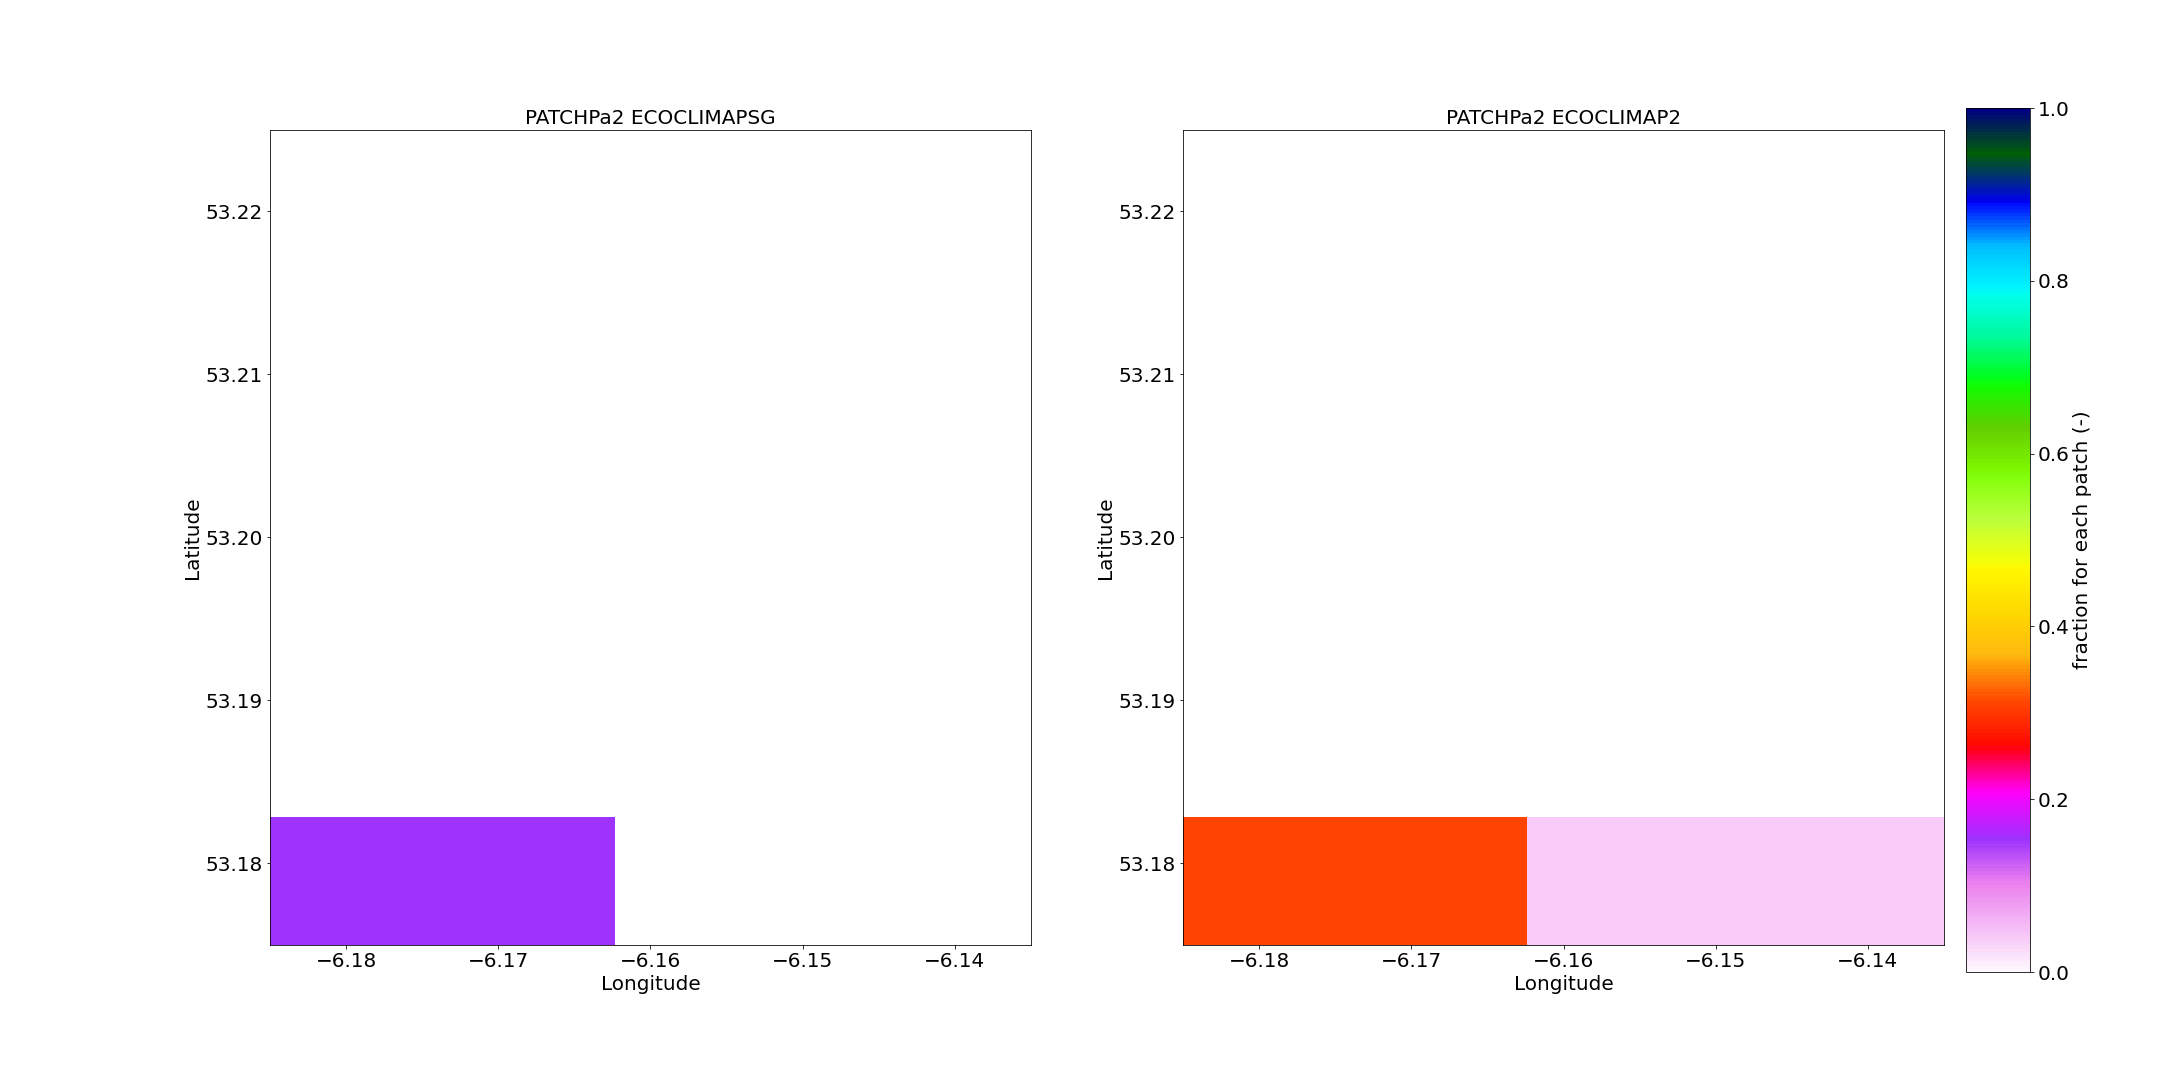 PATCHPa2 ECOCLIMAPSG
53.22
53.21
53.20
53.19
53.18
Latitude
−6.18 −6.17 −6.16 −6.15 −6.14
Longitude
PATCHPa2 ECOCLIMAP2
53.22
53.21
53.20
53.19
53.18
Latitude
−6.18 −6.17 −6.16 −6.15 −6.14
Longitude
1.0
0.8
0.6
0.4
0.2
0.0
fraction for each patch (-)